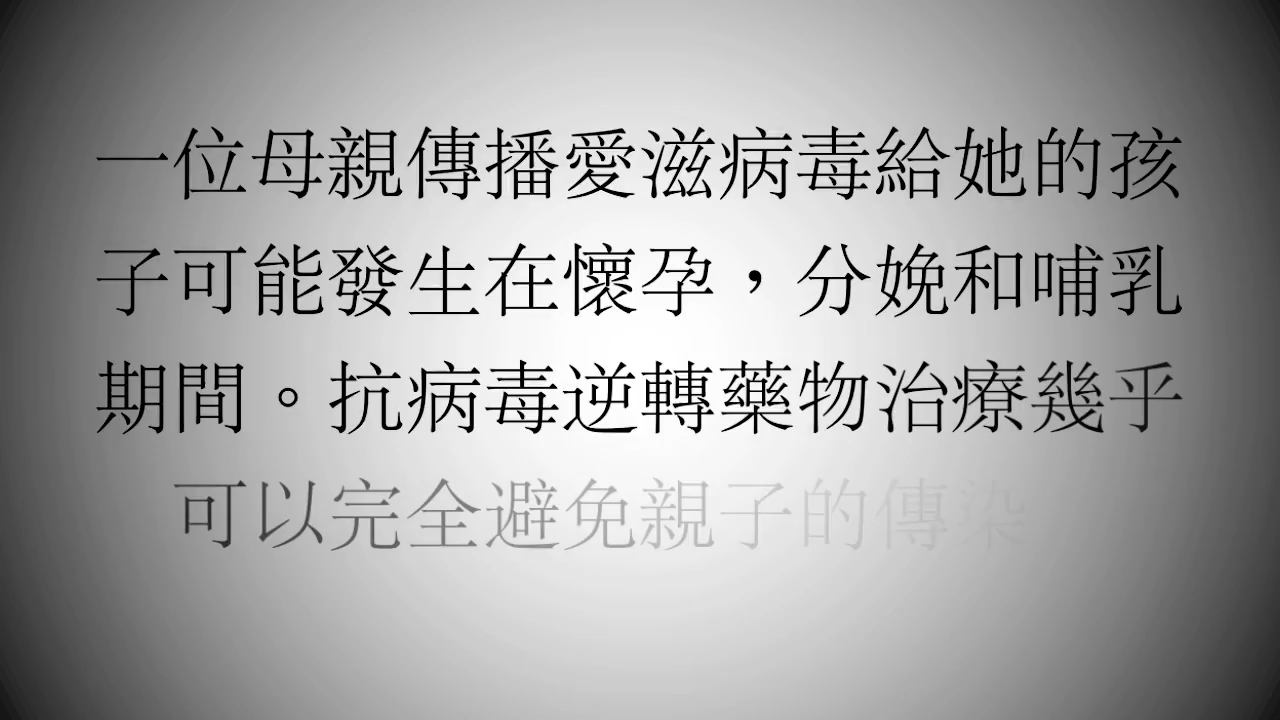 一位母親傳播愛滋病毒給她的孩
子可能發生在懷孕，分娩和哺乳
期間。抗病毒逆轉藥物治療幾乎
可以完全避免親子的傳染